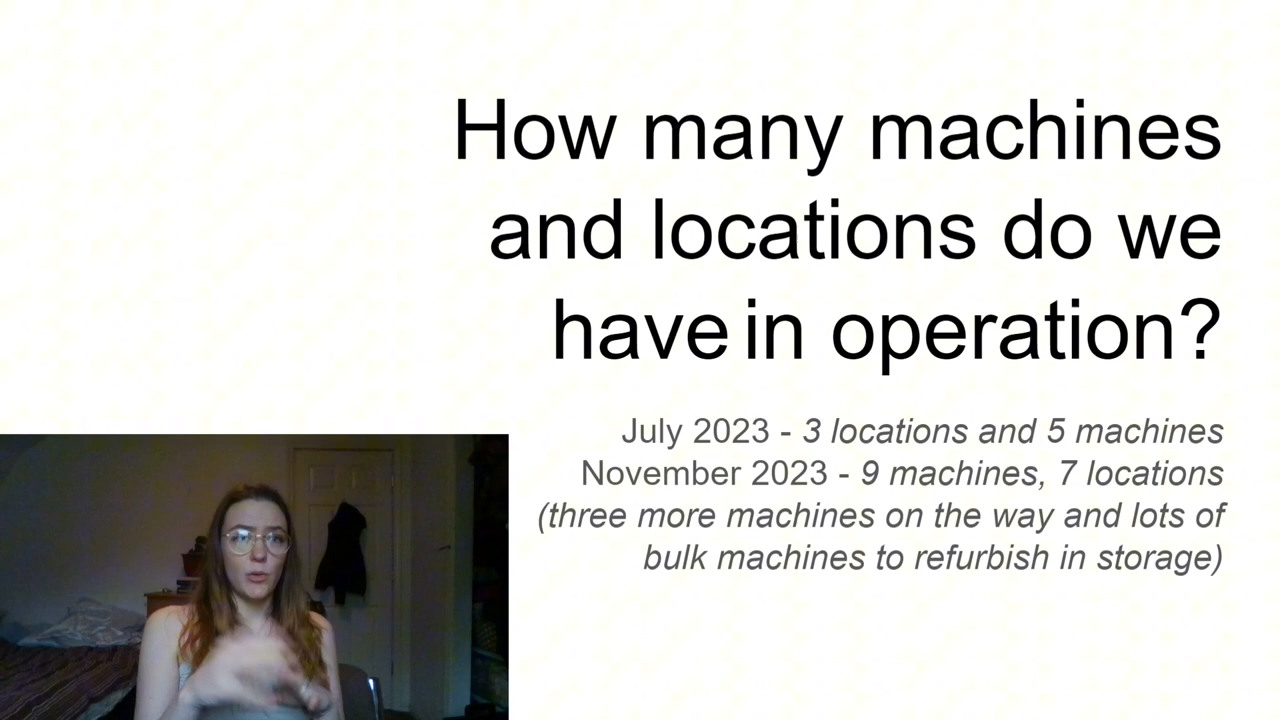 How many machines
and locations do we
have in operation?
July 2023 - 3 locations and 5 machines
November 2023 - 9 machines, 7 locations
(three more machines on the way and lots of
bulk machines to refurbish in storage)